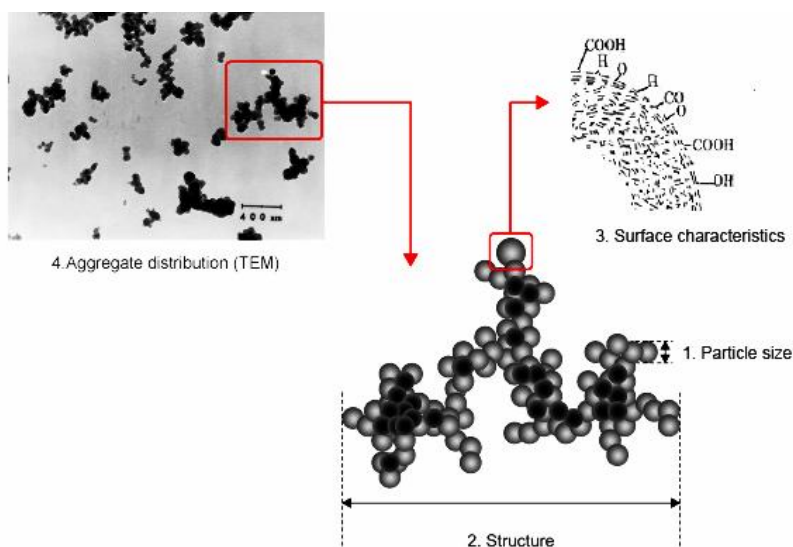 COOH
H
O
H
CO
O
COOH
OH
400 nm
3. Surface characteristics
4.Aggregate distribution (TEM)
1. Particle size
2. Structure